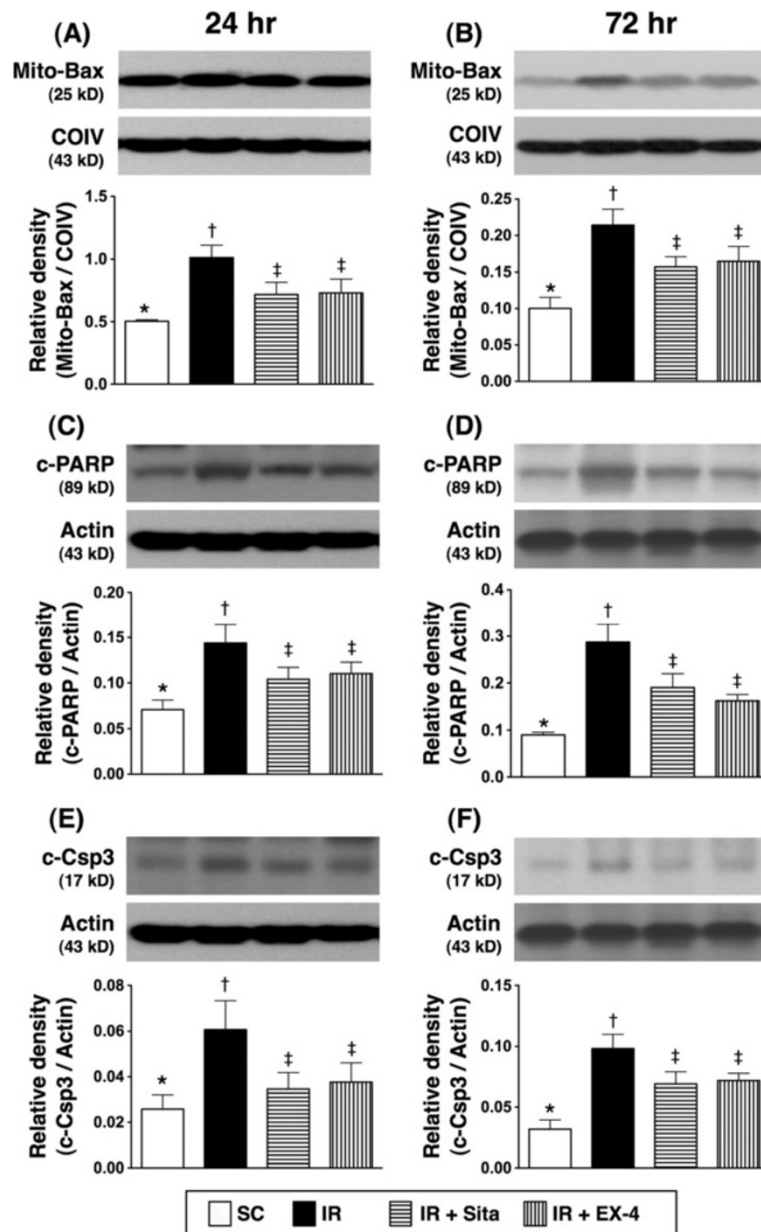 24 hr
72 hr
(A)
Mito-Bax
(25 kD)
COIV
(43 kD)
Relative density
(Mito-Bax / COIV)
1.5
1.0
0.5
0.0
*
†
‡
‡
(B)
Mito-Bax
(25 kD)
COIV
(43 kD)
Relative density
(Mito-Bax / COIV)
0.25
0.20
0.15
0.10
0.05
0.00
*
†
‡
‡
(C)
c-PARP
(89 kD)
Actin
(43 kD)
Relative density
(c-PARP / Actin)
0.20
0.15
0.10
0.05
0.00
*
†
‡
‡
(D)
c-PARP
(89 kD)
Actin
(43 kD)
Relative density
(c-PARP / Actin)
0.4
0.3
0.2
0.1
0.0
*
†
‡
‡
(E)
c-Csp3
(17 kD)
Actin
(43 kD)
Relative density
(c-Csp3 / Actin)
0.08
0.06
0.04
0.02
0.00
*
†
‡
‡
(F)
c-Csp3
(17 kD)
Actin
(43 kD)
Relative density
(c-Csp3 / Actin)
0.15
0.10
0.05
0.00
*
†
‡
‡
SC IR IR + Sita IR + EX-4